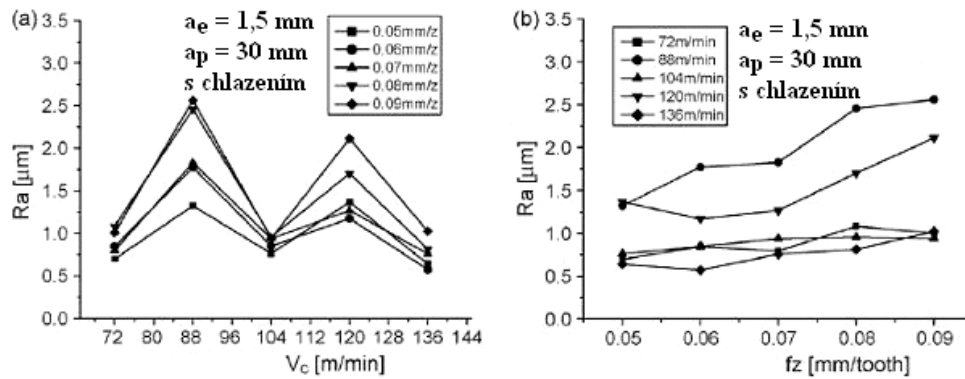 (a)
3.5
3.0
2.5
2.0
1.5
1.0
0.5
0.0
Ra [μm]
ae = 1,5 mm
ap = 30 mm
s chlazením
0.05mm/z
0.06mm/z
0.07mm/z
0.08mm/z
0.09mm/z
72 80 88 96 104 112 120 128 136 144
Vc [m/min]
(b)
3.5
3.0
2.5
2.0
1.5
1.0
0.5
0.0
Ra [μm]
72m/min
88m/min
104m/min
120m/min
136m/min
ae = 1,5 mm
ap = 30 mm
s chlazením
0.05 0.06 0.07 0.08 0.09
fz [mm/tooth]